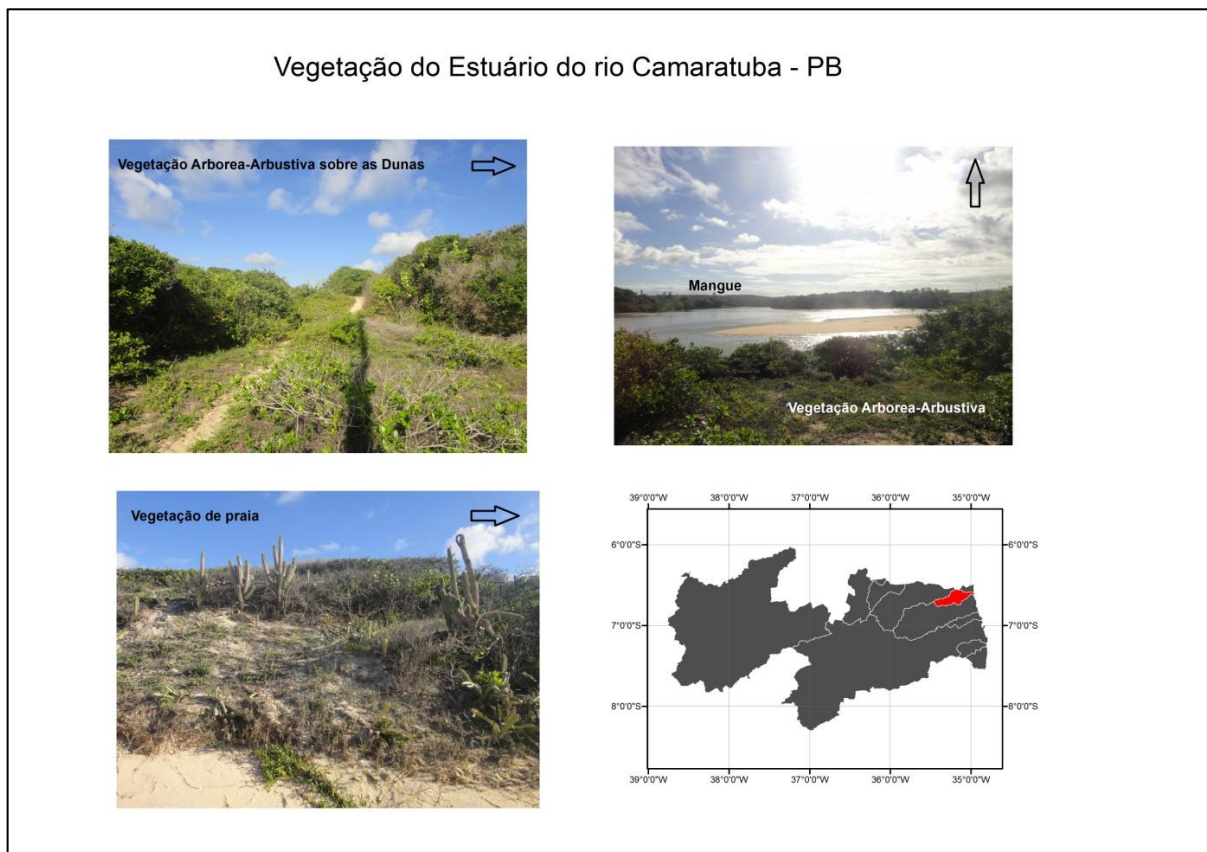 Vegetação do Estuário do rio Camaratuba - PB
Vegetação Arborea-Arbustiva sobre as Dunas
Mangue
Vegetação Arborea-Arbustiva
Vegetação de praia
39°0'0"W 38°0'0"W 37°0'0"W 36°0'0"W 35°0'0"W
6°0'0"S 6°0'0"S
7°0'0"S 7°0'0"S
8°0'0"S 8°0'0"S
39°0'0"W 38°0'0"W 37°0'0"W 36°0'0"W 35°0'0"W